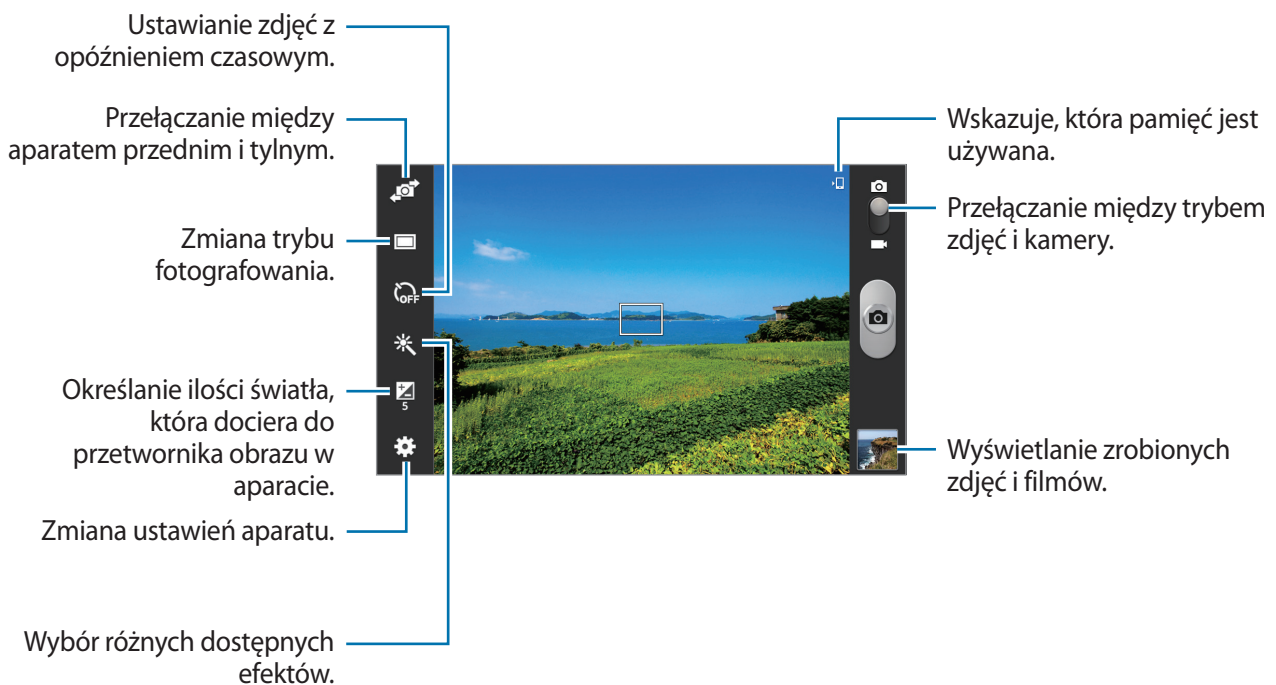 Ustawianie zdjęć z
opóźnieniem czasowym.
Przełączanie między
aparatem przednim i tylnym.
Zmiana trybu
fotografowania.
OFF
Określanie ilości światła,
która dociera do
przetwornika obrazu w
aparacie.
5
Zmiana ustawień aparatu.
Wybór różnych dostępnych
efektów.
Wskazuje, która pamięć jest
używana.
Przełączanie między trybem
zdjęć i kamery.
Wyświetlanie zrobionych
zdjęć i filmów.